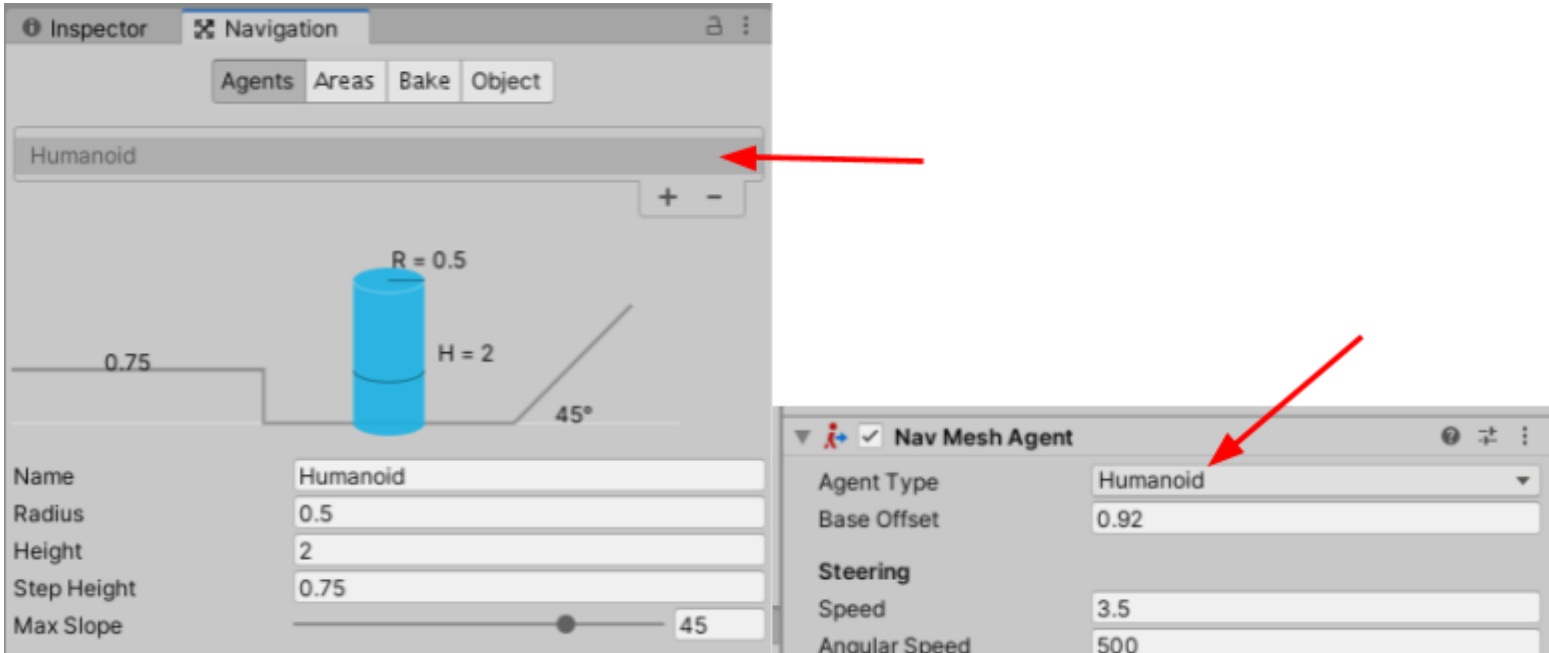 Inspector Navigation
Agents Areas Bake Object
Humanoid
+ -
R = 0.5
H = 2
0.75
45°
Name Humanoid
Radius 0.5
Height 2
Step Height 0.75
Max Slope 45
Nav Mesh Agent
Agent Type Humanoid
Base Offset 0.92
Steering
Speed 3.5
Angular Speed 500